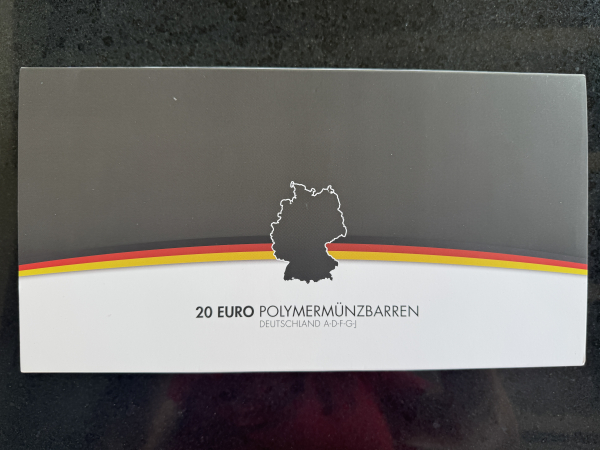 20 EURO POLYMERMÜNZBARREN
DEUTSCHLAND A-D-F-G-J